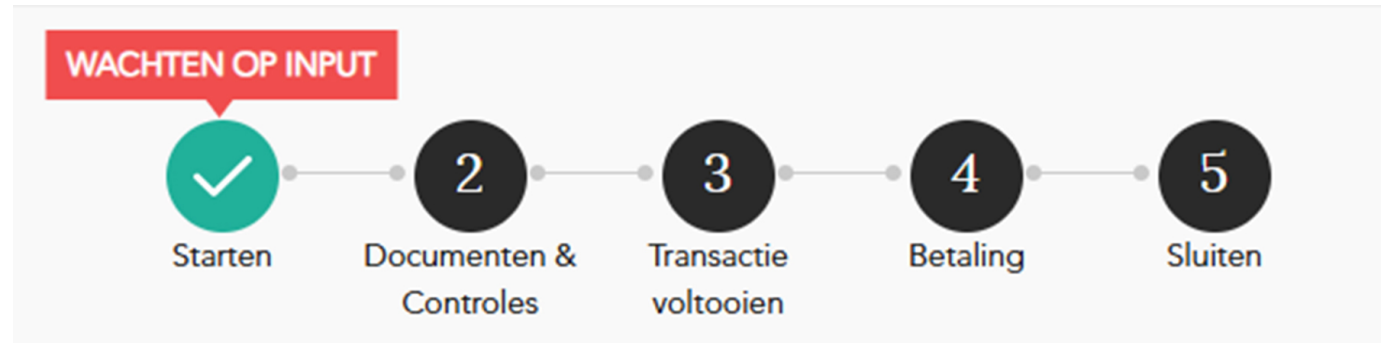 WACHTEN OP INPUT
2
3
4
5
Starten
Documenten &
Controles
Transactie
voltooien
Betaling
Sluiten